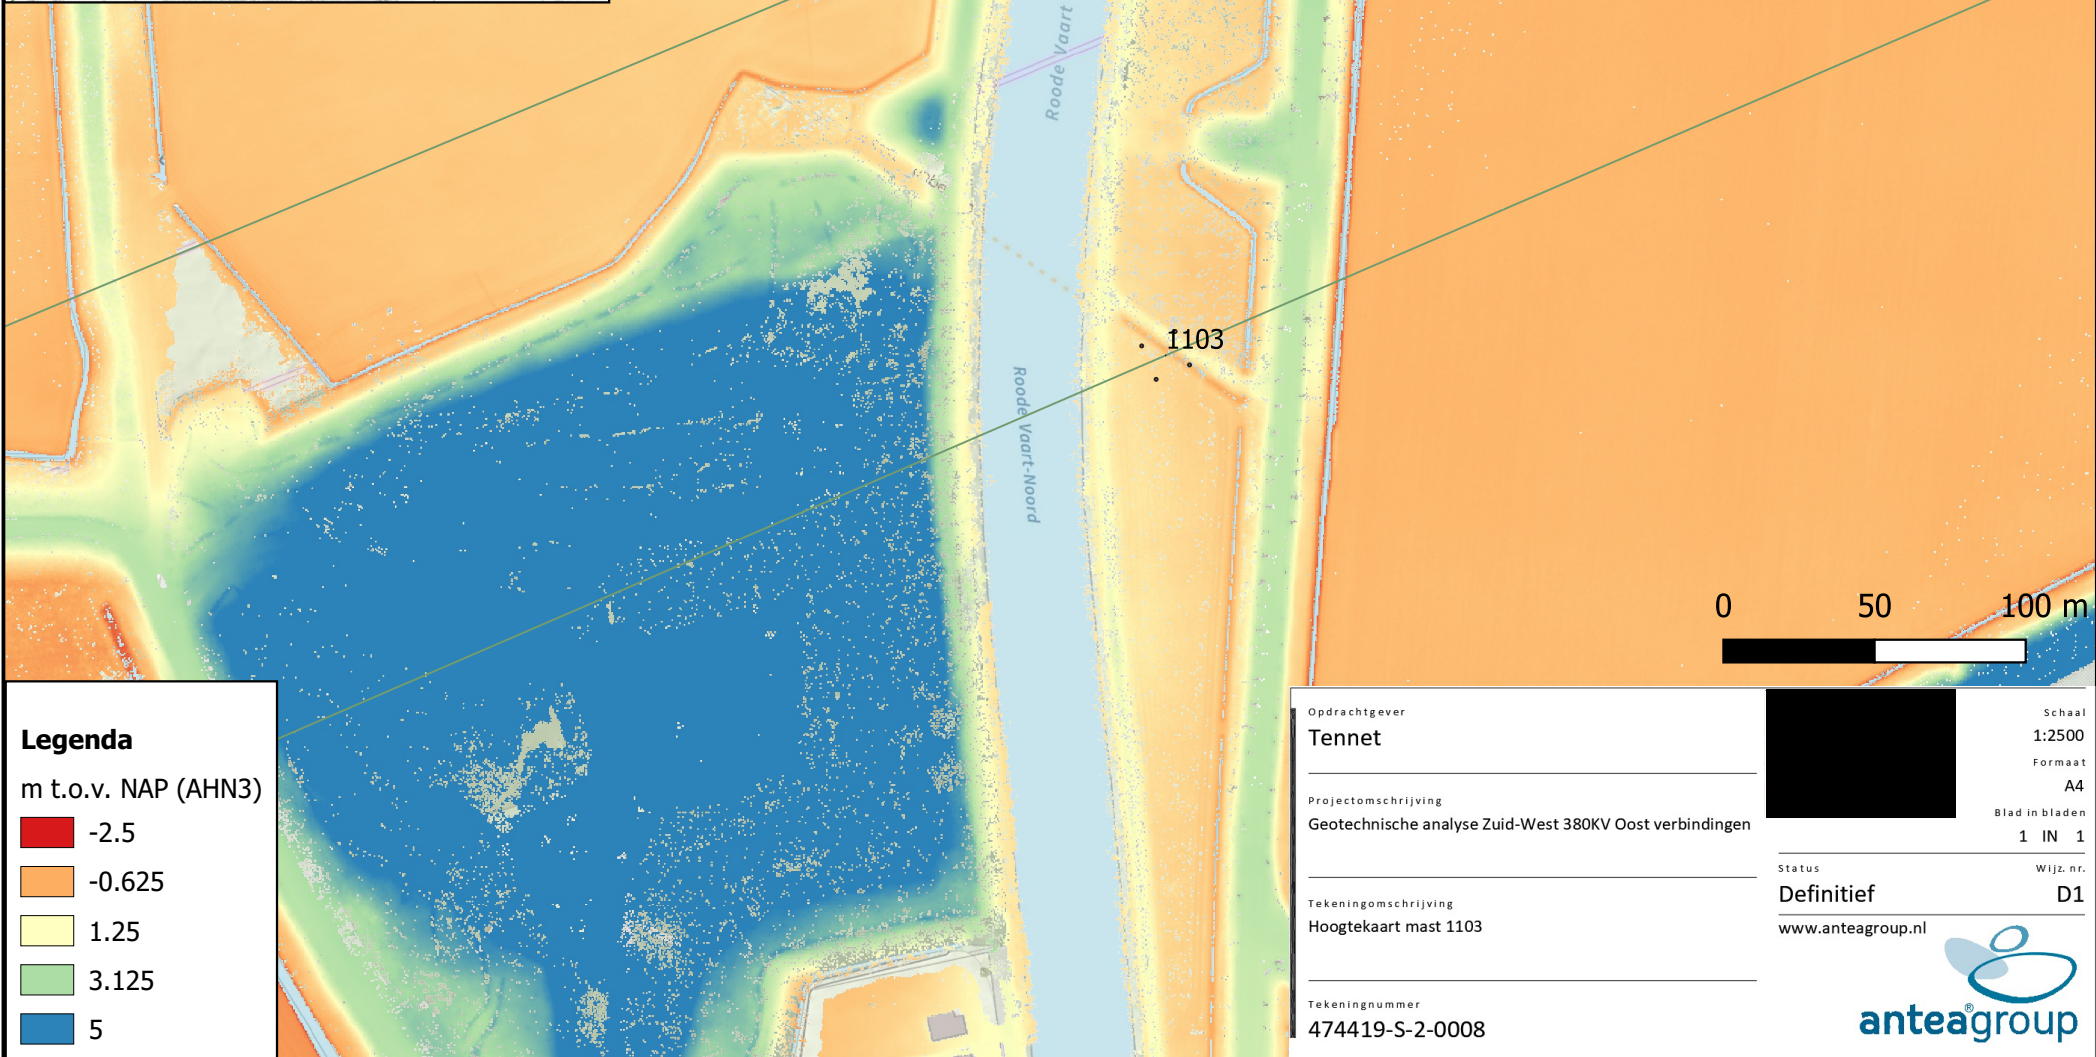 Roode Vaart
1103
Roode Vaart-Noord
0 50 100 m
Legenda
m t.o.v. NAP (AHN3)
-2.5
-0.625
1.25
3.125
5
Opdrachtgever
Tennet
Projectomschrijving
Geotechnische analyse Zuid-West 380KV Oost verbindingen
Tekeningomschrijving
Hoogtekaart mast 1103
Tekeningnummer
474419-S-2-0008
Schaal
1:2500
Formaat
A4
Blad in bladen
1 IN 1
Status
Wijz. nr.
Definitief
D1
www.anteagroup.nl
anteagroup®